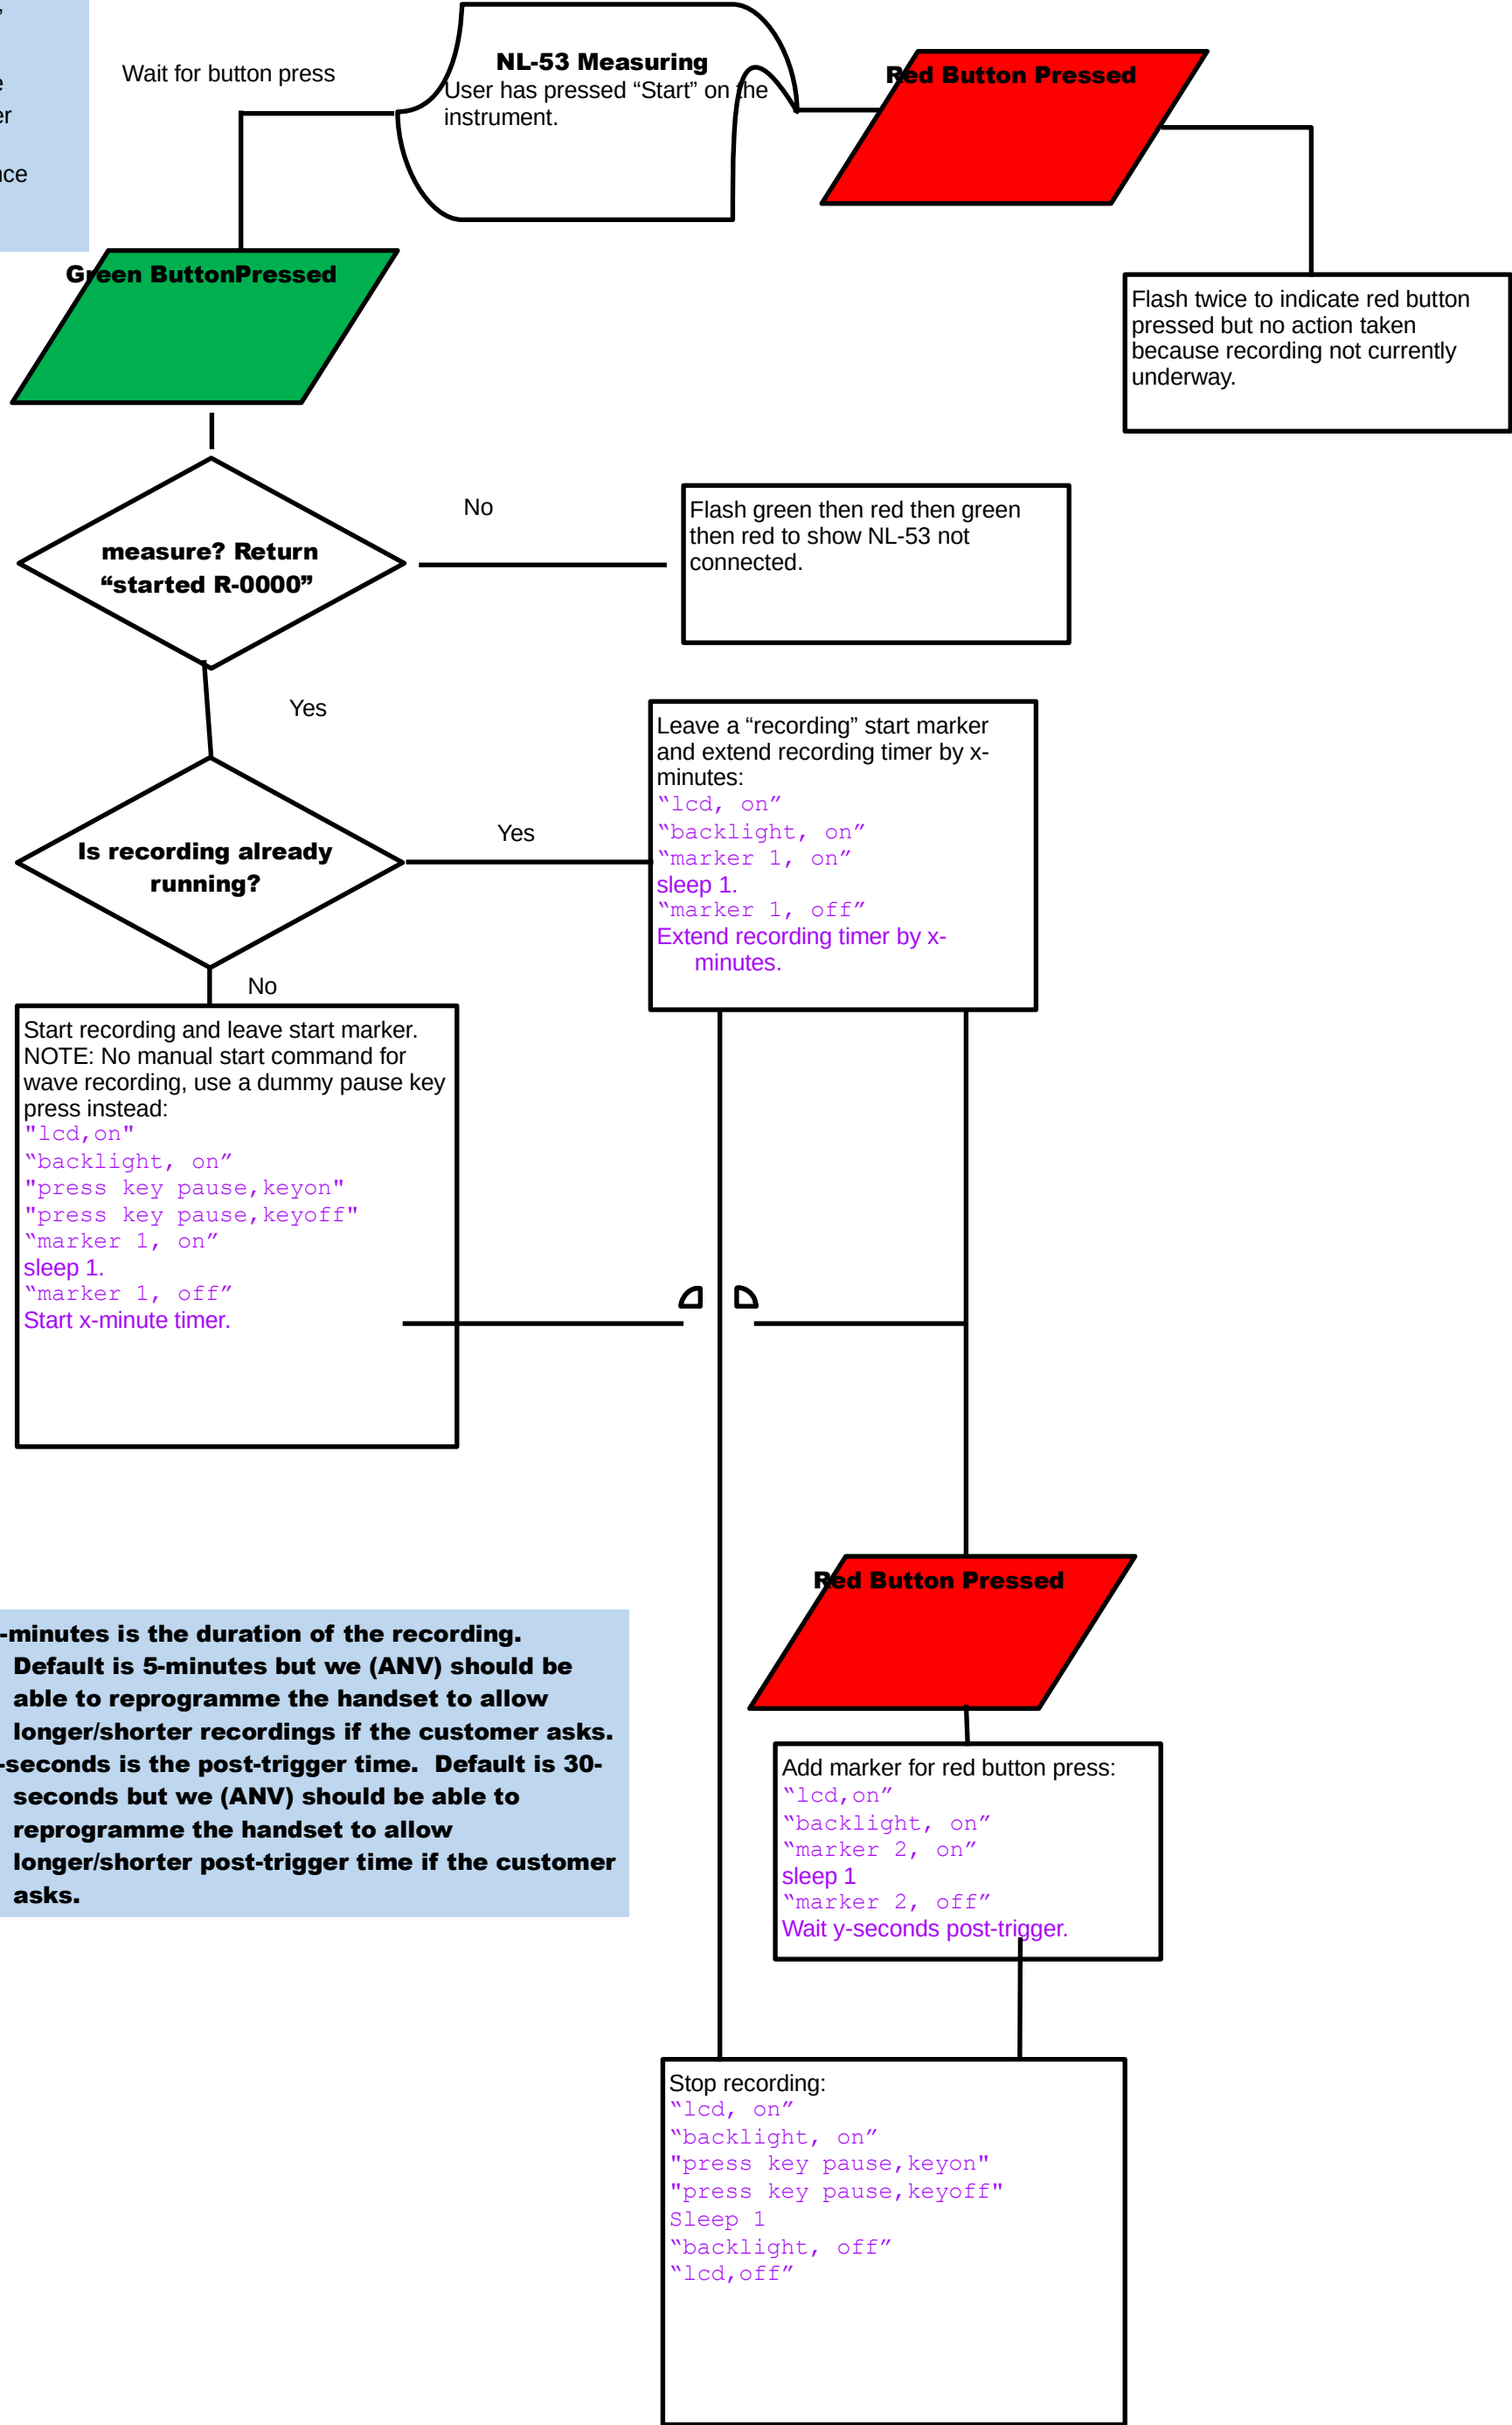 Wait for button press
NL-53 Measuring
User has pressed “Start” on the
instrument.
Red Button Pressed
Green ButtonPressed
Flash twice to indicate red button
pressed but no action taken
because recording not currently
underway.
measure? Return
“started R-0000”
No
Flash green then red then green
then red to show NL-53 not
connected.
Yes
Leave a “recording” start marker
and extend recording timer by x-
minutes:
“lcd, on”
“backlight, on”
“marker 1, on”
sleep 1.
“marker 1, off”
Extend recording timer by x-
minutes.
Is recording already
running?
Yes
No
Start recording and leave start marker.
NOTE: No manual start command for
wave recording, use a dummy pause key
press instead:
"lcd,on"
“backlight, on”
"press key pause,keyon"
"press key pause,keyoff"
“marker 1, on”
sleep 1.
“marker 1, off”
Start x-minute timer.
Red Button Pressed
-minutes is the duration of the recording.
Default is 5-minutes but we (ANV) should be
able to reprogramme the handset to allow
longer/shorter recordings if the customer asks.
-seconds is the post-trigger time.  Default is 30-
seconds but we (ANV) should be able to
reprogramme the handset to allow
longer/shorter post-trigger time if the customer
asks.
Add marker for red button press:
“lcd,on”
“backlight, on”
“marker 2, on”
sleep 1
“marker 2, off”
Wait y-seconds post-trigger.
Stop recording:
“lcd, on”
“backlight, on”
"press key pause,keyon"
"press key pause,keyoff"
Sleep 1
“backlight, off”
“lcd,off”